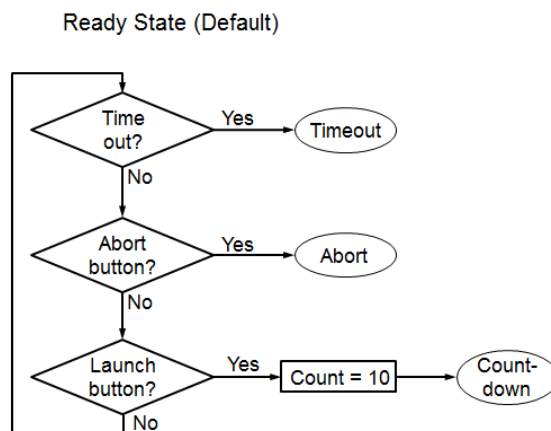 Ready State (Default)
Time
out?
Yes
Timeout
No
Abort
button?
Yes
Abort
No
Launch
button?
Yes
Count = 10
Count-
down
No